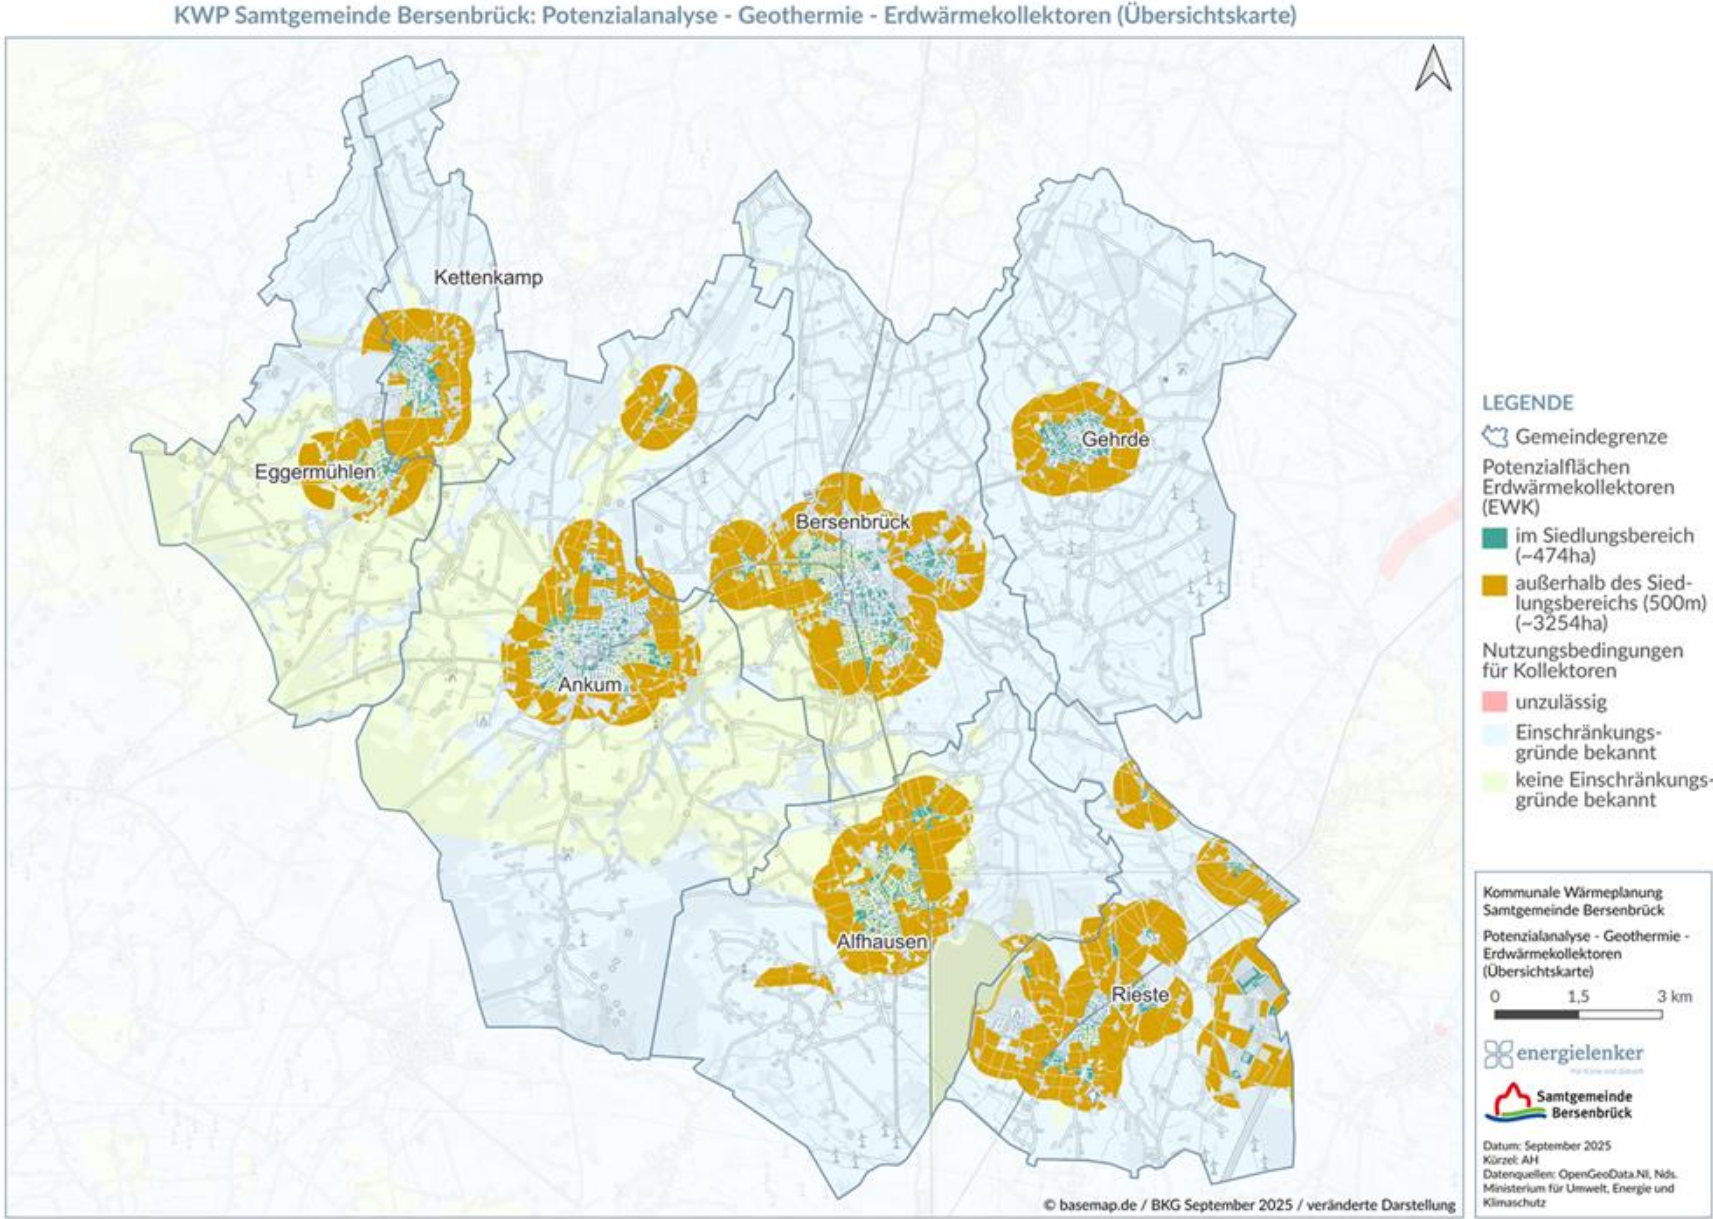 KWP Samtgemeinde Bersenbrück: Potenzialanalyse - Geothermie - Erdwärmekollektoren (Übersichtskarte)
Kettenkamp
Gehrde
Eggermühlen
Bersenbrück
Ankum
Alfhausen
Rieste
© basemap.de / BKG September 2025 / veränderte Darstellung
LEGENDE
Gemeindegrenze
Potenzialflächen
Erdwärmekollektoren
(EWK)
im Siedlungsbereich
(~474ha)
außerhalb des Sied-
lungsbereichs (500m)
(~3254ha)
Nutzungsbedingungen
für Kollektoren
unzulässig
Einschränkungs-
gründe bekannt
keine Einschränkungs-
gründe bekannt
Kommunale Wärmeplanung
Samtgemeinde Bersenbrück
Potenzialanalyse - Geothermie -
Erdwärmekollektoren
(Übersichtskarte)
0 1,5 3 km
energielenker
Samtgemeinde
Bersenbrück
Datum: September 2025
Kürzel: AH
Datenquellen: OpenGeoData.NI, Nds.
Ministerium für Umwelt, Energie und
Klimaschutz